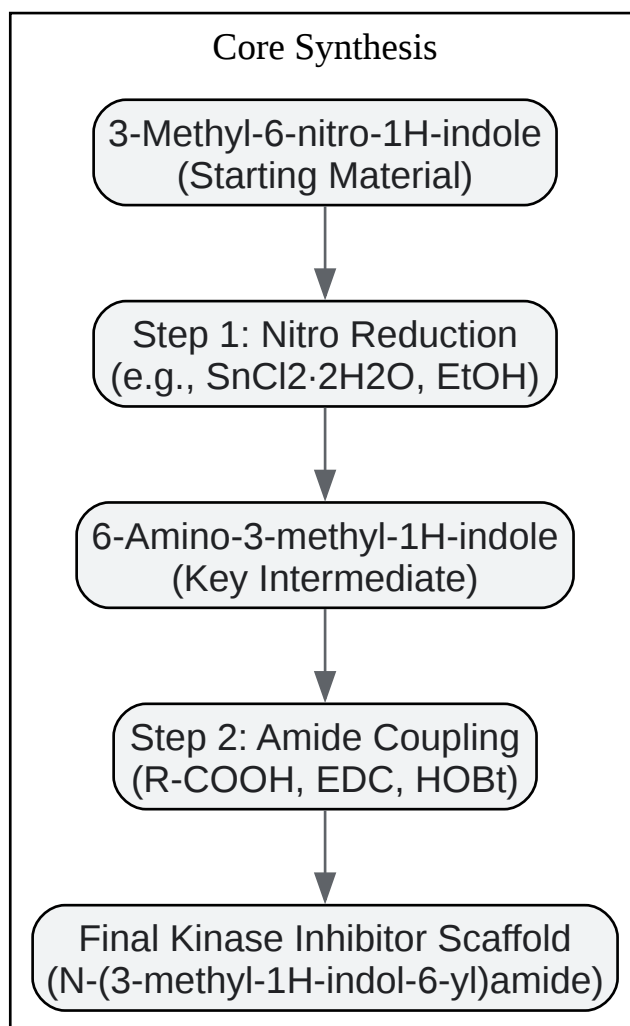 Core Synthesis
3-Methyl-6-nitro-1H-indole
(Starting Material)
Step 1: Nitro Reduction
(e.g., SnCl2·2H2O, EtOH)
6-Amino-3-methyl-1H-indole
(Key Intermediate)
Step 2: Amide Coupling
(R-COOH, EDC, HOBt)
Final Kinase Inhibitor Scaffold
(N-(3-methyl-1H-indol-6-yl)amide)